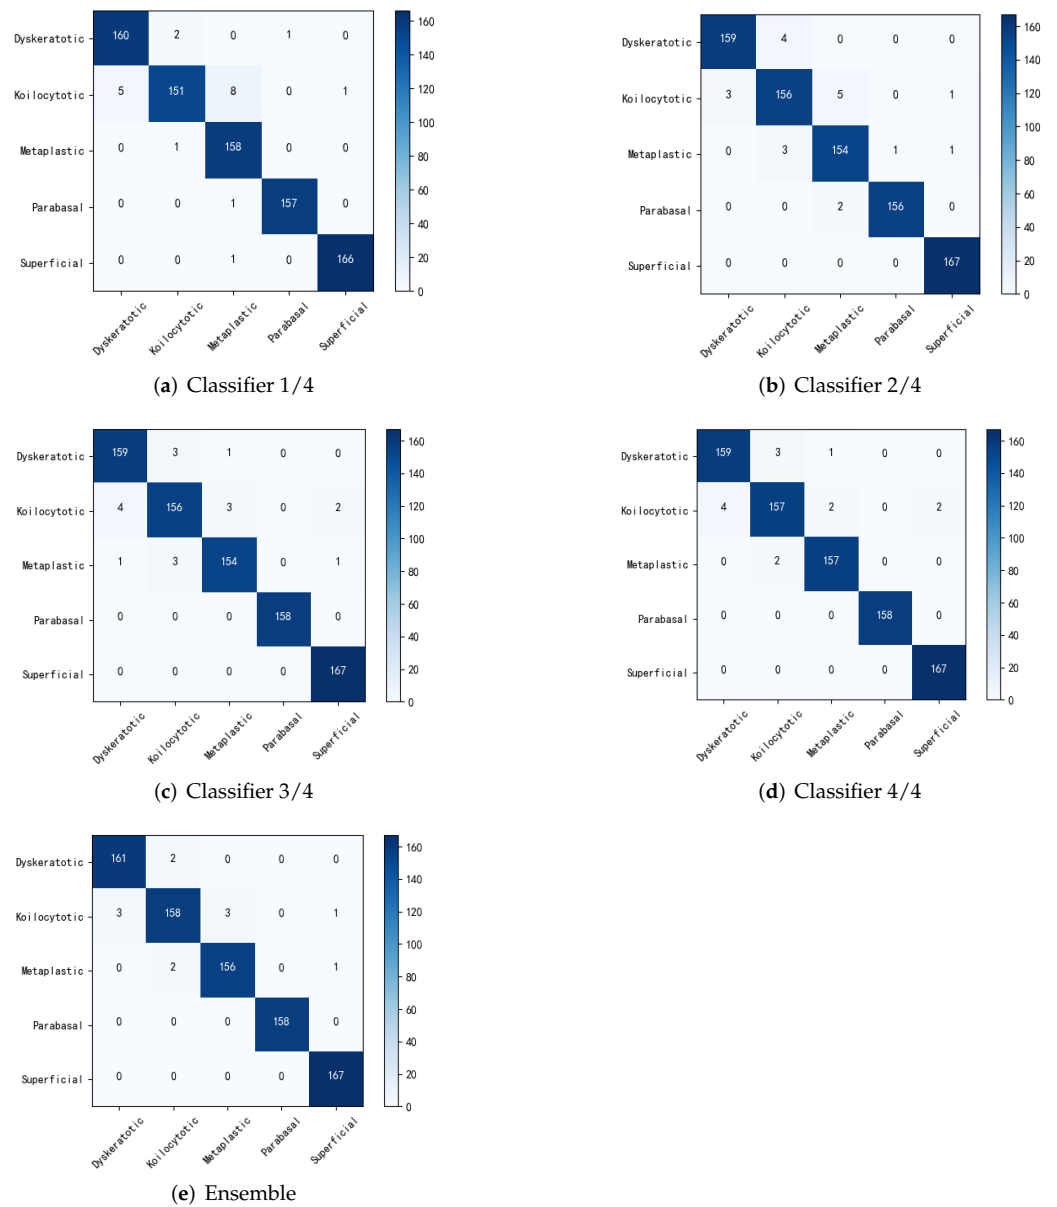 Dyskeratotic 160 2 0 1 0
Koilocytotic 5 151 8 0 1
Metaplastic 0 1 158 0 0
Parabasal 0 0 1 157 0
Superficial 0 0 1 0 166
Dyskeratotic Koilocytotic Metaplastic Parabasal Superficial
160
140
120
100
80
60
40
20
0
(a) Classifier 1/4
Dyskeratotic 159 4 0 0 0
Koilocytotic 3 156 5 0 1
Metaplastic 0 3 154 1 1
Parabasal 0 0 2 156 0
Superficial 0 0 0 0 167
Dyskeratotic Koilocytotic Metaplastic Parabasal Superficial
160
140
120
100
80
60
40
20
0
(b) Classifier 2/4
Dyskeratotic 159 3 1 0 0
Koilocytotic 4 156 3 0 2
Metaplastic 1 3 154 0 1
Parabasal 0 0 0 158 0
Superficial 0 0 0 0 167
Dyskeratotic Koilocytotic Metaplastic Parabasal Superficial
160
140
120
100
80
60
40
20
0
(c) Classifier 3/4
Dyskeratotic 159 3 1 0 0
Koilocytotic 4 157 2 0 2
Metaplastic 0 2 157 0 0
Parabasal 0 0 0 158 0
Superficial 0 0 0 0 167
Dyskeratotic Koilocytotic Metaplastic Parabasal Superficial
160
140
120
100
80
60
40
20
0
(d) Classifier 4/4
Dyskeratotic 161 2 0 0 0
Koilocytotic 3 158 3 0 1
Metaplastic 0 2 156 0 1
Parabasal 0 0 0 158 0
Superficial 0 0 0 0 167
Dyskeratotic Koilocytotic Metaplastic Parabasal Superficial
160
140
120
100
80
60
40
20
0
(e) Ensemble